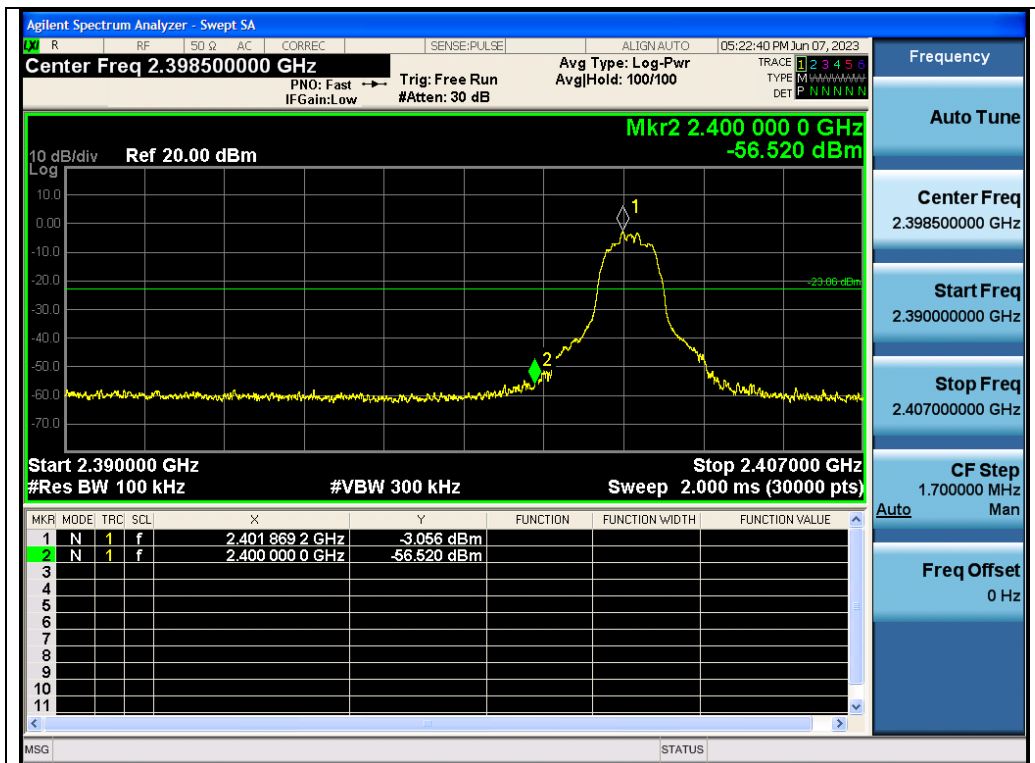 Agilent Spectrum Analyzer - Swept SA
LXI R RF 50 Ω AC CORREC SENSE:PULSE ALIGN AUTO 05:22:40 PM Jun 07, 2023
Center Freq 2.398500000 GHz
PNO: Fast
IFGain:Low
Trig: Free Run
#Atten: 30 dB
Avg Type: Log-Pwr
Avg|Hold: 100/100
TRACE 1 2 3 4 5 6
TYPE M W W W W W
DET P N N N N N
Mkr2 2.400 000 0 GHz
-56.520 dBm
10 dB/div Ref 20.00 dBm
Log
10.0
0.00
-10.0
-20.0
-30.0
-40.0
-50.0
-60.0
-70.0
1
2
-23.06 dBm
Start 2.390000 GHz Stop 2.407000 GHz
#Res BW 100 kHz #VBW 300 kHz Sweep 2.000 ms (30000 pts)
MKR MODE TRC SCL X Y FUNCTION FUNCTION WIDTH FUNCTION VALUE
1 N 1 f 2.401 869 2 GHz -3.056 dBm
2 N 1 f 2.400 000 0 GHz -56.520 dBm
3
4
5
6
7
8
9
10
11
MSG STATUS
Frequency
Auto Tune
Center Freq
2.398500000 GHz
Start Freq
2.390000000 GHz
Stop Freq
2.407000000 GHz
CF Step
1.700000 MHz
Auto Man
Freq Offset
0 Hz